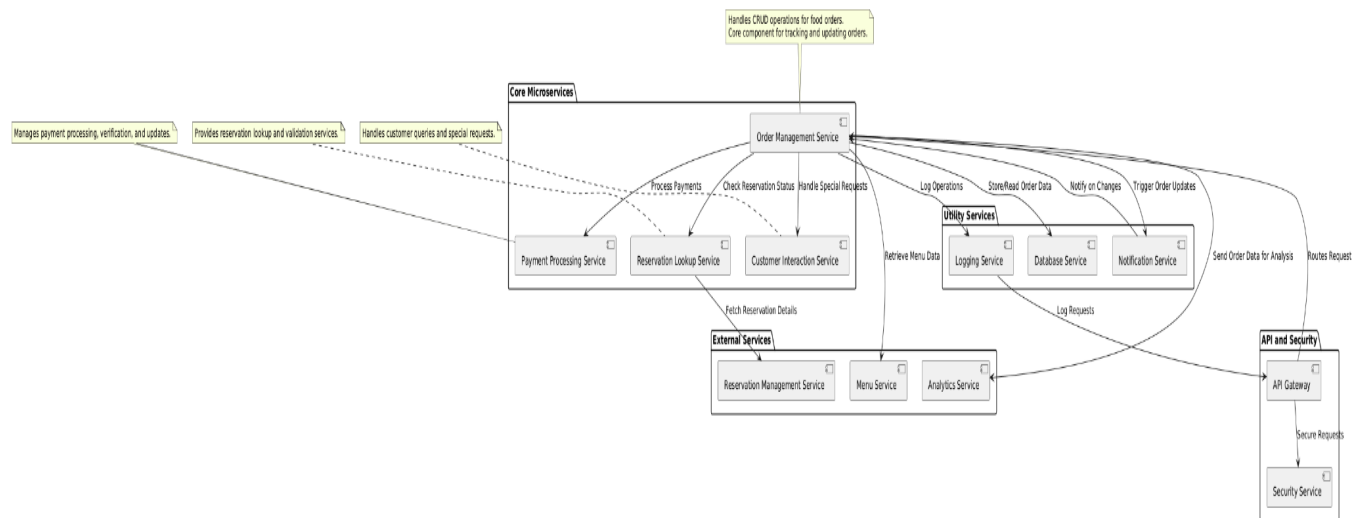 Handles CRUD operations for food orders.
Core component for tracking and updating orders.
Core Microservices
Manages payment processing, verification, and updates.
Provides reservation lookup and validation services.
Handles customer queries and special requests.
Order Management Service
Process Payments
Check Reservation Status
Handle Special Requests
Log Operations
Store/Read Order Data
Notify on Changes
Trigger Order Updates
Utility Services
Payment Processing Service
Reservation Lookup Service
Customer Interaction Service
Retrieve Menu Data
Logging Service
Database Service
Notification Service
Send Order Data for Analysis
Routes Request
Fetch Reservation Details
Log Requests
External Services
API and Security
Reservation Management Service
Menu Service
Analytics Service
API Gateway
Secure Requests
Security Service